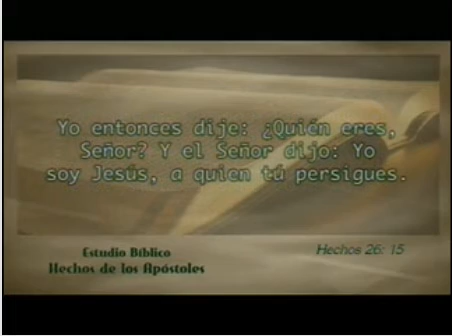 Yo entonces dije: ¿Quién eres,
Señor? Y el Señor dijo: Yo
soy Jesús, a quien tú persigues.
Hechos 26: 15
Estudio Bíblico
Hechos de los Apóstoles